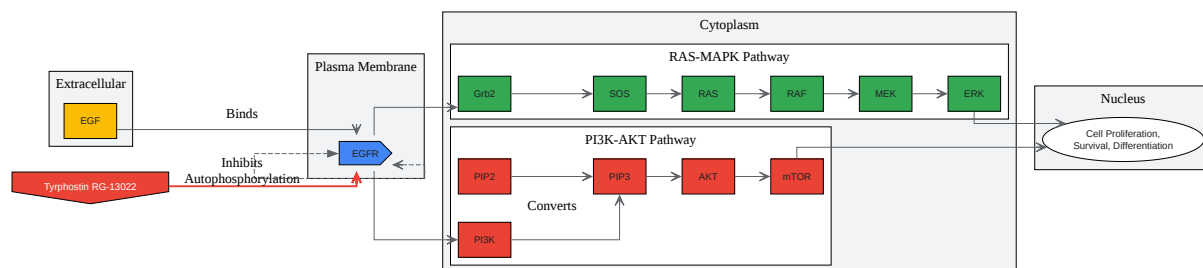 Cytoplasm
RAS-MAPK Pathway
Plasma Membrane
Extracellular
Grb2
SOS
RAS
RAF
MEK
ERK
Nucleus
EGF
Binds
Cell Proliferation,
Survival, Differentiation
EGFR
PI3K-AKT Pathway
Inhibits
Autophosphorylation
Tyrphostin RG-13022
PIP2
PIP3
AKT
mTOR
Converts
PI3K